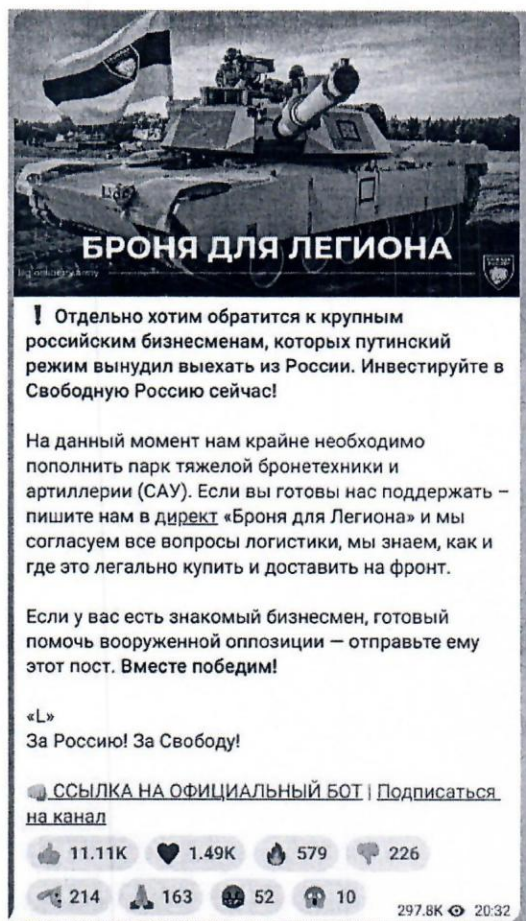 БРОНЯ ДЛЯ ЛЕГИОНА
❗ Отдельно хотим обратится к крупным
российским бизнесменам, которых путинский
режим вынудил выехать из России. Инвестируйте в
Свободную Россию сейчас!
На данный момент нам крайне необходимо
пополнить парк тяжелой бронетехники и
артиллерии (САУ). Если вы готовы нас поддержать –
пишите нам в директ «Броня для Легиона» и мы
согласуем все вопросы логистики, мы знаем, как и
где это легально купить и доставить на фронт.
Если у вас есть знакомый бизнесмен, готовый
помочь вооруженной оппозиции — отправьте ему
этот пост. Вместе победим!
«L»
За Россию! За Свободу!
ССЫЛКА НА ОФИЦИАЛЬНЫЙ БОТ | Подписаться
на канал
11.11K 1.49K 579 226
214 163 52 10
297.8K 20:32